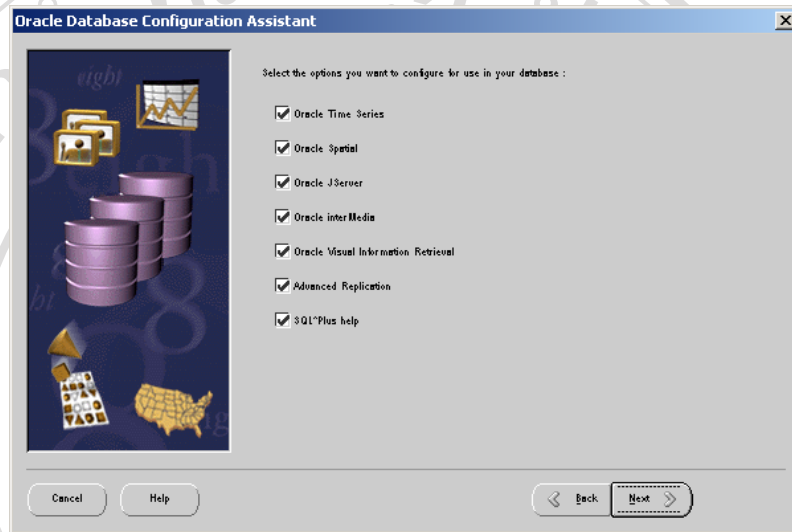 Oracle Database Configuration Assistant
eight
Select the options you want to configure for use in your database :
Oracle Time Series
Oracle Spatial
Oracle JServer
Oracle interMedia
Oracle Visual Information Retrieval
Advanced Replication
SQL*Plus help
Cancel
Help
Back
Next